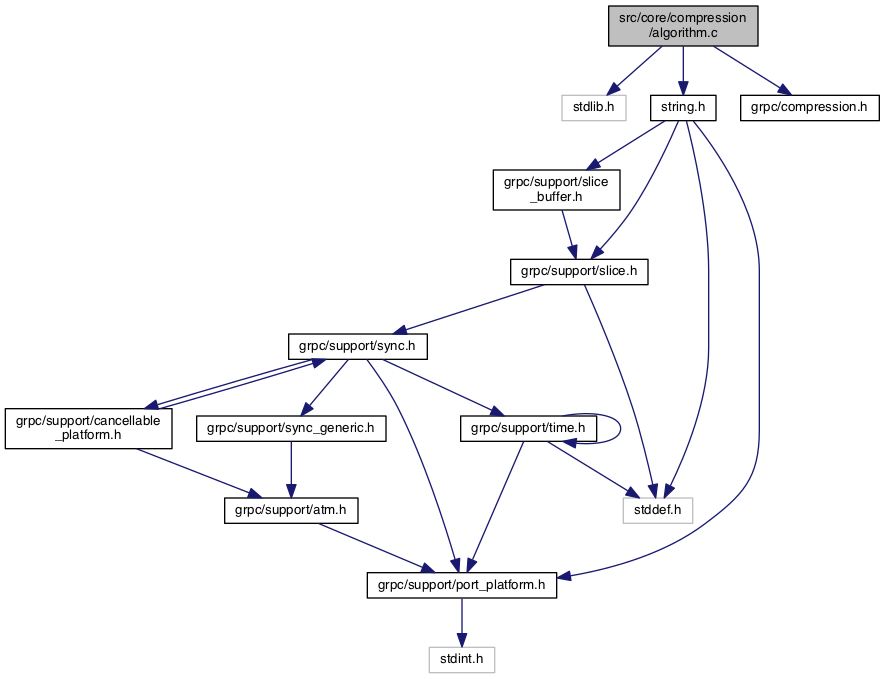 src/core/compression
/algorithm.c
stdlib.h
string.h
grpc/compression.h
grpc/support/slice
_buffer.h
grpc/support/slice.h
grpc/support/sync.h
grpc/support/cancellable
_platform.h
grpc/support/sync_generic.h
grpc/support/time.h
grpc/support/atm.h
stddef.h
grpc/support/port_platform.h
stdint.h